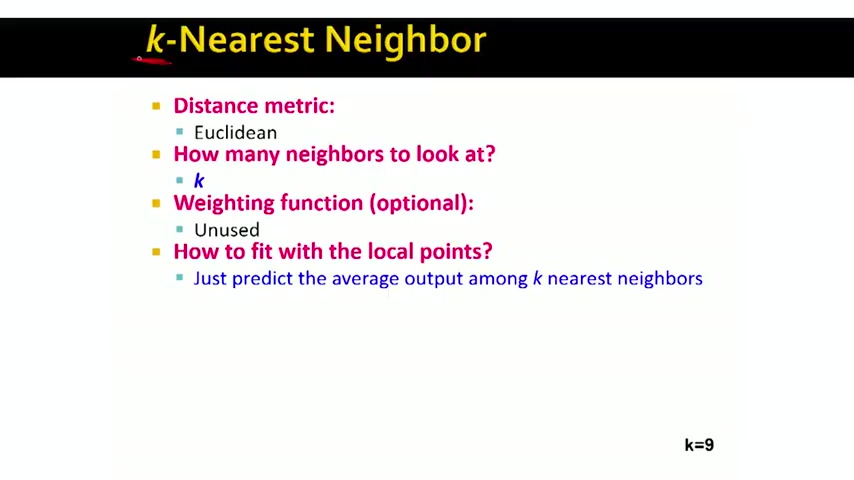 k-Nearest Neighbor
Distance metric:
Euclidean
How many neighbors to look at?
k
Weighting function (optional):
Unused
How to fit with the local points?
Just predict the average output among k nearest neighbors
k=9